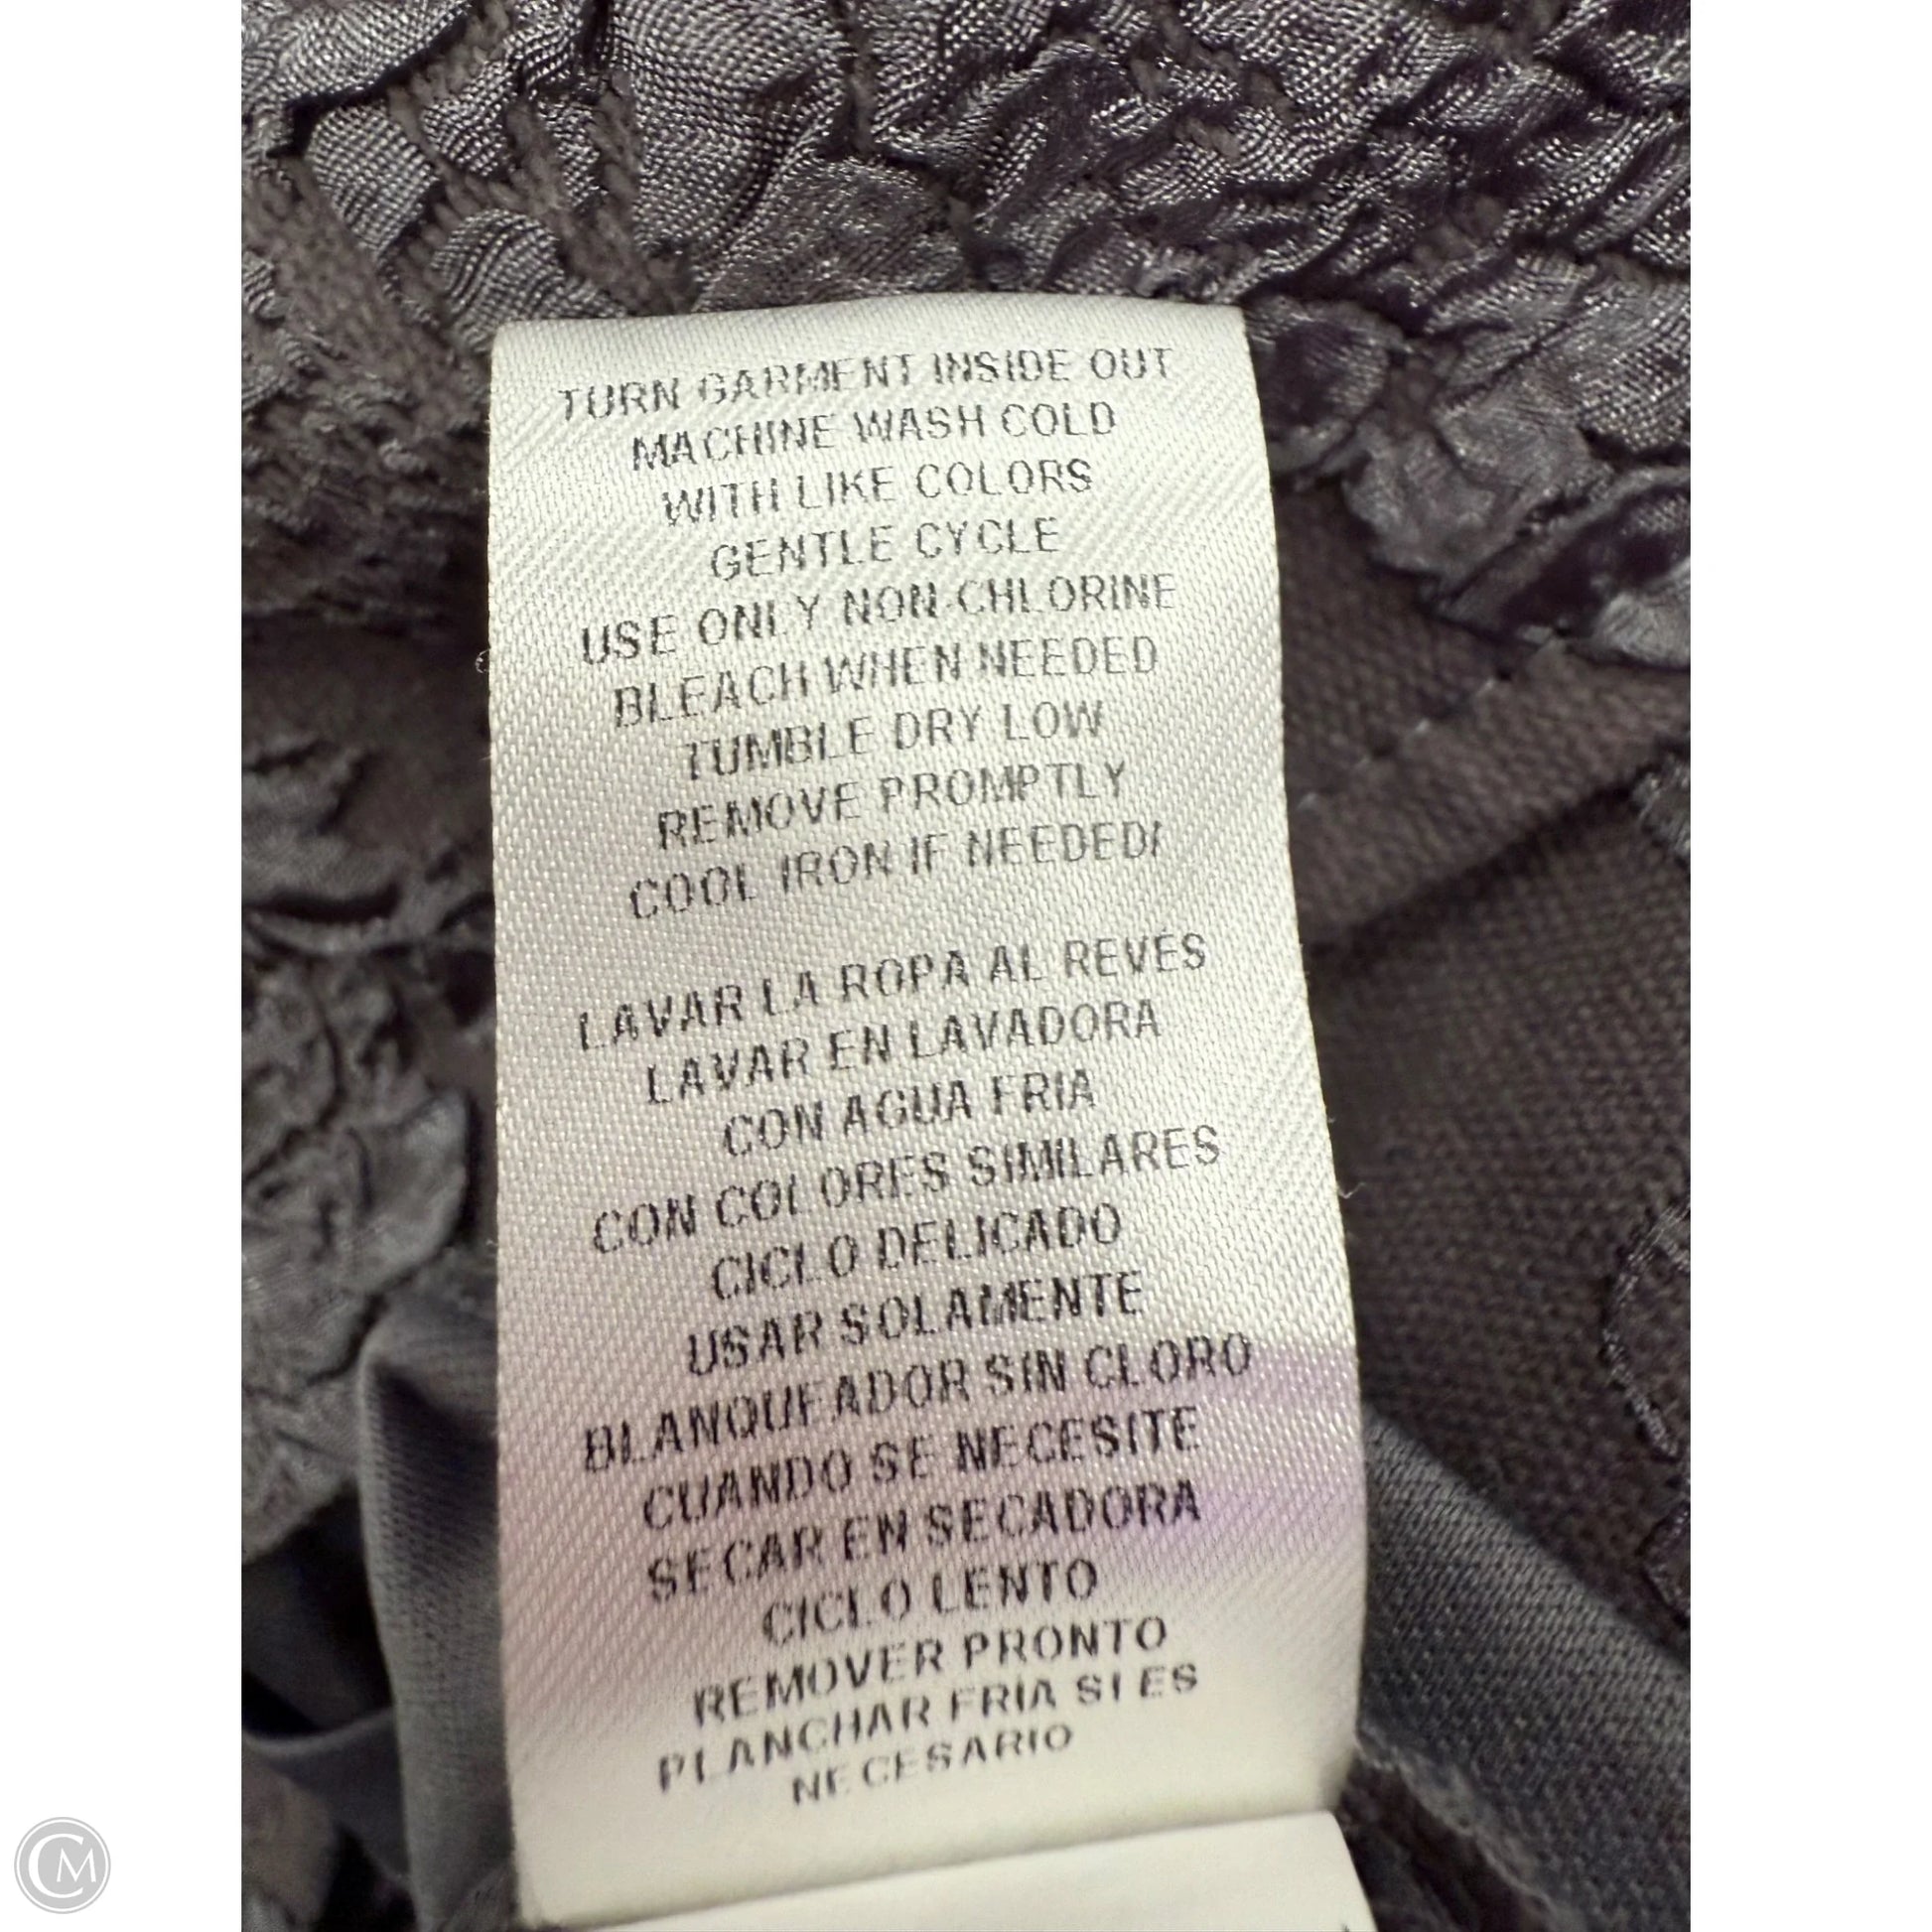 TURN GARMENT INSIDE OUT
MACHINE WASH COLD
WITH LIKE COLORS
GENTLE CYCLE
USE ONLY NON-CHLORINE
BLEACH WHEN NEEDED
TUMBLE DRY LOW
REMOVE PROMPTLY
COOL IRON IF NEEDED/
LAVAR LA ROPA AL REVÉS
LAVAR EN LAVADORA
CON AGUA FRIA
CON COLORES SIMILARES
CICLO DELICADO
USAR SOLAMENTE
BLANQUEADOR SIN CLORO
CUANDO SE NECESITE
SECAR EN SECADORA
CICLO LENTO
REMOVER PRONTO
PLANCHAR FRÍA SI ES
NECESARIO
CM